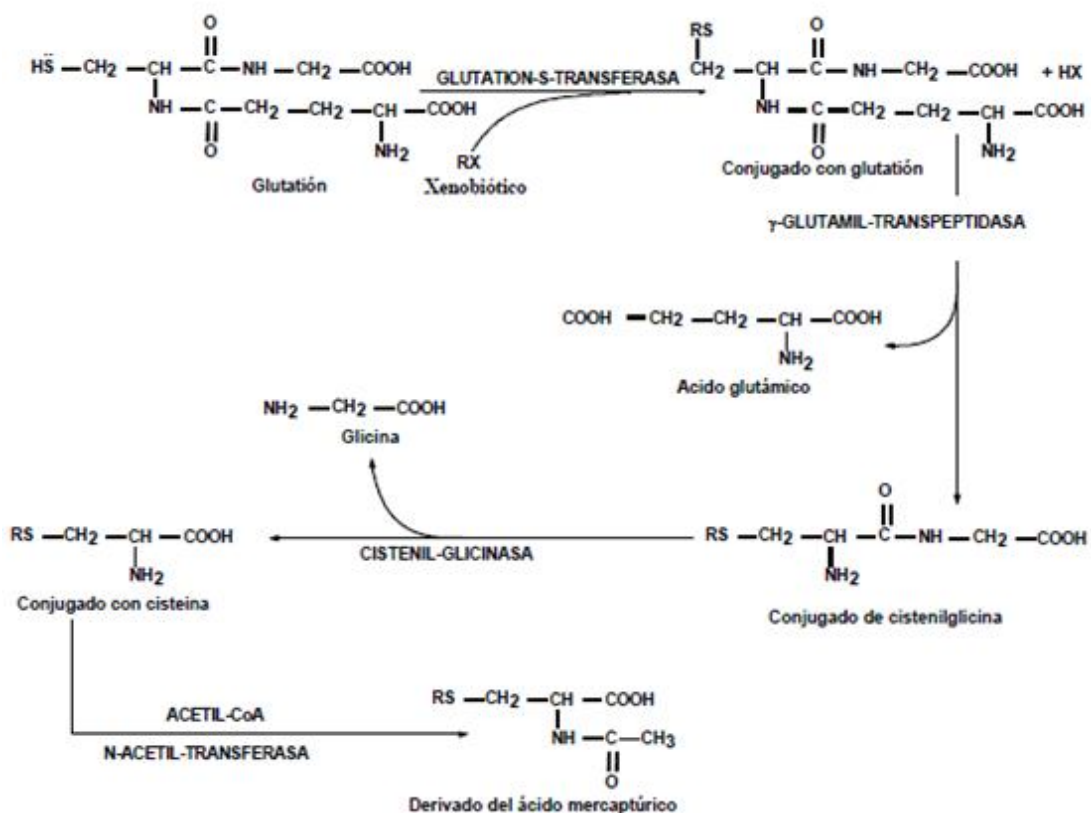 O
HS — CH2 — CH — C — NH — CH2 — COOH
NH — C — CH2 — CH2 — CH — COOH
O
NH2
Glutatión
GLUTATION-S-TRANSFERASA
RX
Xenobiótico
RS
O
CH2 — CH — C — NH — CH2 — COOH
+ HX
NH — C — CH2 — CH2 — CH — COOH
O
NH2
Conjugado con glutatión
γ-GLUTAMIL-TRANSPEPTIDASA
COOH — CH2 — CH2 — CH — COOH
NH2
Acido glutámico
NH2 — CH2 — COOH
Glicina
O
RS — CH2 — CH — C — NH — CH2 — COOH
NH2
Conjugado de cistenilglicina
CISTENIL-GLICINASA
RS — CH2 — CH — COOH
NH2
Conjugado con cisteina
ACETIL-CoA
N-ACETIL-TRANSFERASA
RS — CH2 — CH — COOH
NH — C — CH3
O
Derivado del ácido mercaptúrico